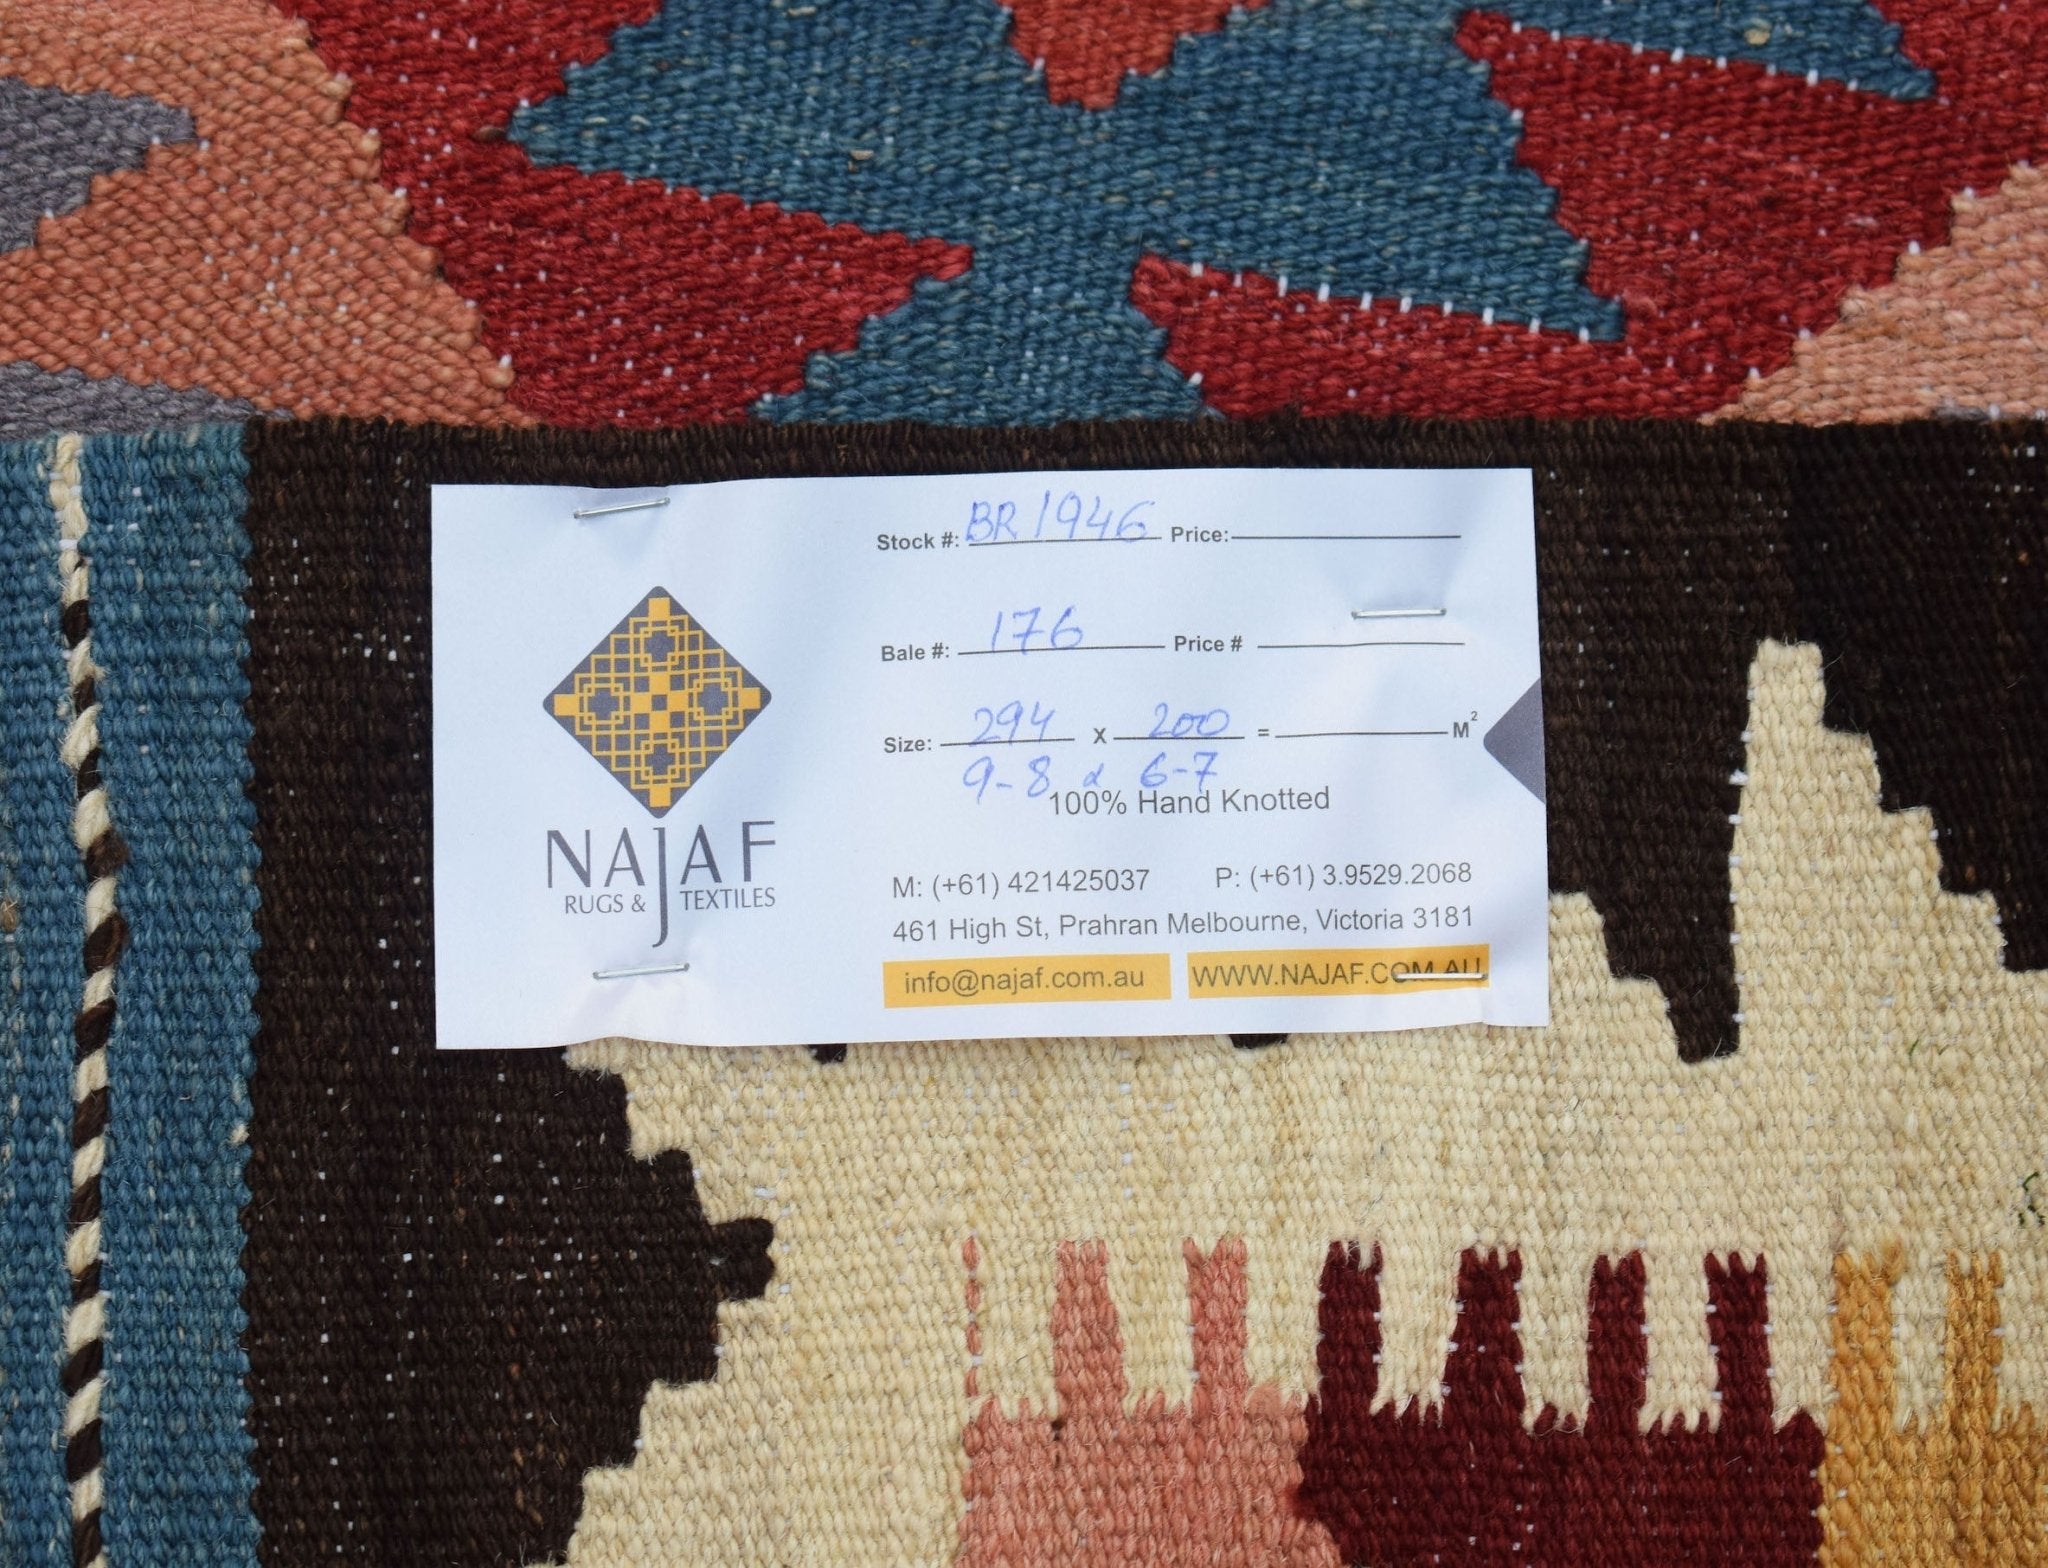 Stock #: BR 1946 Price:
Bale #: 176 Price #
Size: 294 x 200 = M²
9-8 x 6-7
100% Hand Knotted
NAJAF
RUGS & TEXTILES
M: (+61) 421425037 P: (+61) 3.9529.2068
461 High St, Prahran Melbourne, Victoria 3181
info@najaf.com.au WWW.NAJAF.COM.AU